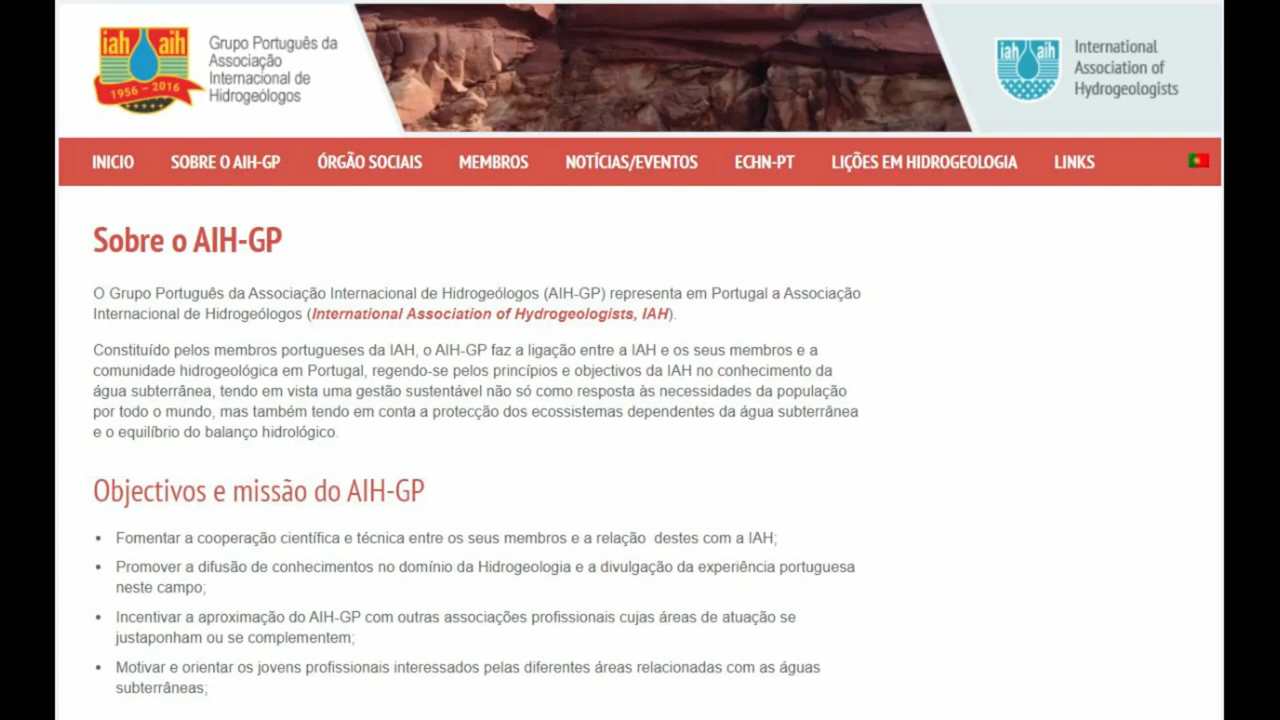 iah aih
1956 – 2016
Grupo Português da
Associação
Internacional de
Hidrogeólogos
iah aih
International
Association of
Hydrogeologists
INICIO SOBRE O AIH-GP ÓRGÃO SOCIAIS MEMBROS NOTÍCIAS/EVENTOS ECHN-PT LIÇÕES EM HIDROGEOLOGIA LINKS
Sobre o AIH-GP
O Grupo Português da Associação Internacional de Hidrogeólogos (AIH-GP) representa em Portugal a Associação
Internacional de Hidrogeólogos (International Association of Hydrogeologists, IAH).
Constituído pelos membros portugueses da IAH, o AIH-GP faz a ligação entre a IAH e os seus membros e a
comunidade hidrogeológica em Portugal, regendo-se pelos princípios e objectivos da IAH no conhecimento da
água subterrânea, tendo em vista uma gestão sustentável não só como resposta às necessidades da população
por todo o mundo, mas também tendo em conta a protecção dos ecossistemas dependentes da água subterrânea
e o equilíbrio do balanço hidrológico.
Objectivos e missão do AIH-GP
• Fomentar a cooperação científica e técnica entre os seus membros e a relação destes com a IAH;
• Promover a difusão de conhecimentos no domínio da Hidrogeologia e a divulgação da experiência portuguesa
neste campo;
• Incentivar a aproximação do AIH-GP com outras associações profissionais cujas áreas de atuação se
justaponham ou se complementem;
• Motivar e orientar os jovens profissionais interessados pelas diferentes áreas relacionadas com as águas
subterrâneas;